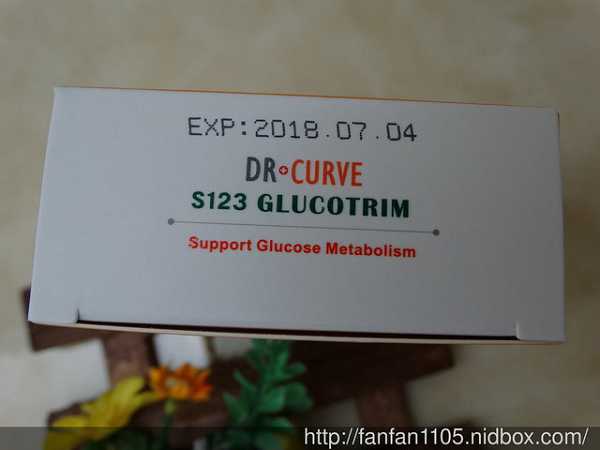 EXP:2018.07.04
DR CURVE
S123 GLUCOTRIM
Support Glucose Metabolism
http://fanfan1105.nidbox.com/